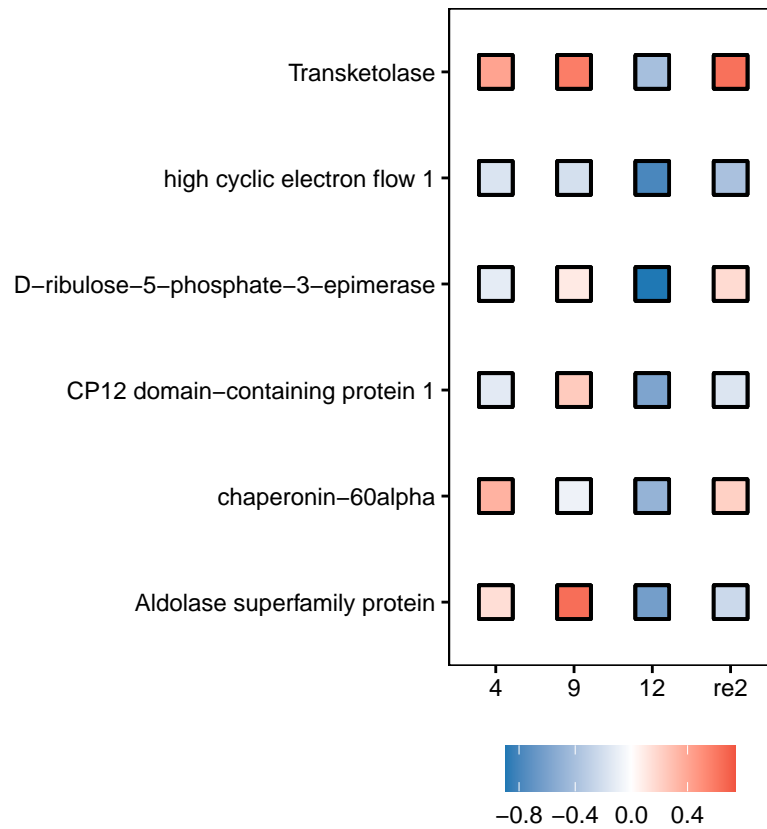 Transketolase
high cyclic electron flow 1
D−ribulose−5−phosphate−3−epimerase
CP12 domain−containing protein 1
chaperonin−60alpha
Aldolase superfamily protein
4 9 12 re2
−0.8 −0.4 0.0 0.4